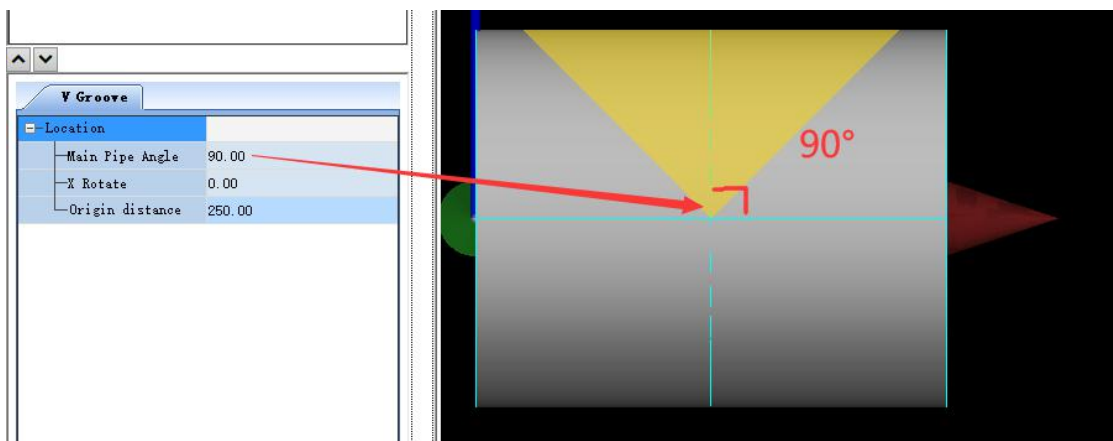 V Groove
Location
Main Pipe Angle 90.00
X Rotate 0.00
Origin distance 250.00
90°